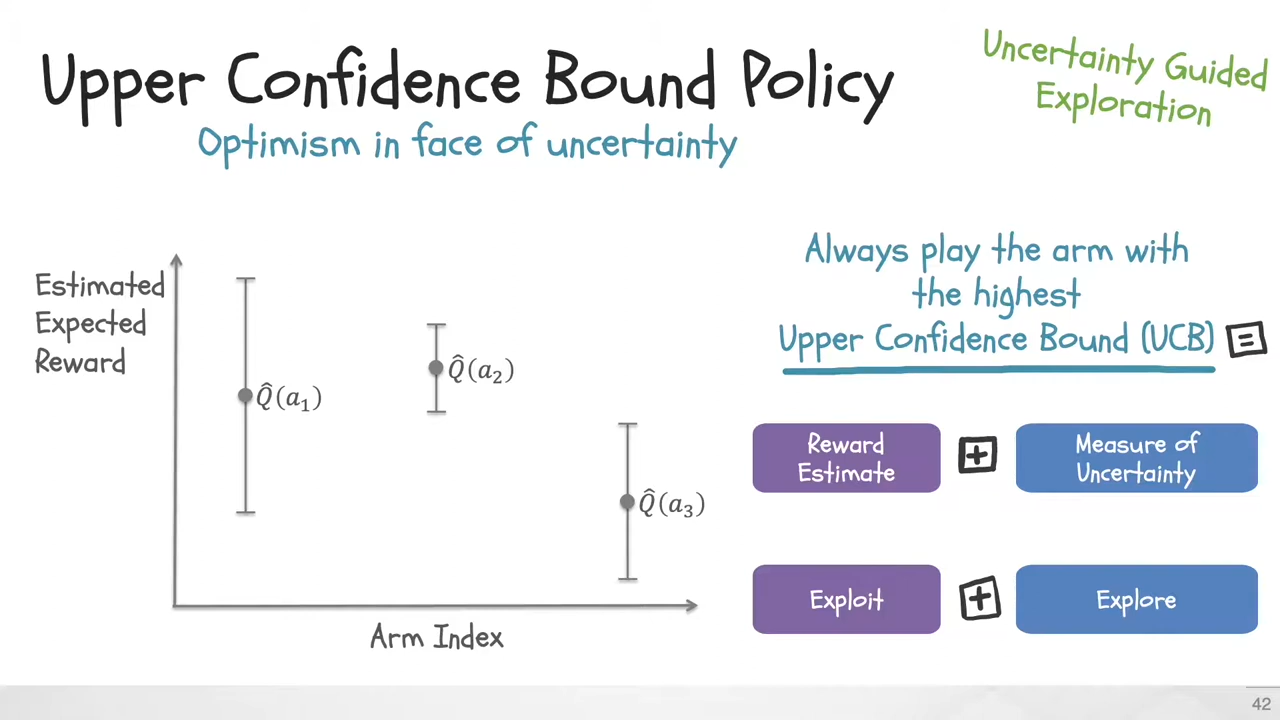 Upper Confidence Bound Policy
Optimism in face of uncertainty
Uncertainty Guided
Exploration
Estimated
Expected
Reward
Q̂(a₁)
Q̂(a₂)
Q̂(a₃)
Arm Index
Always play the arm with
the highest
Upper Confidence Bound (UCB) =
Reward
Estimate
+
Measure of
Uncertainty
Exploit
+
Explore
42